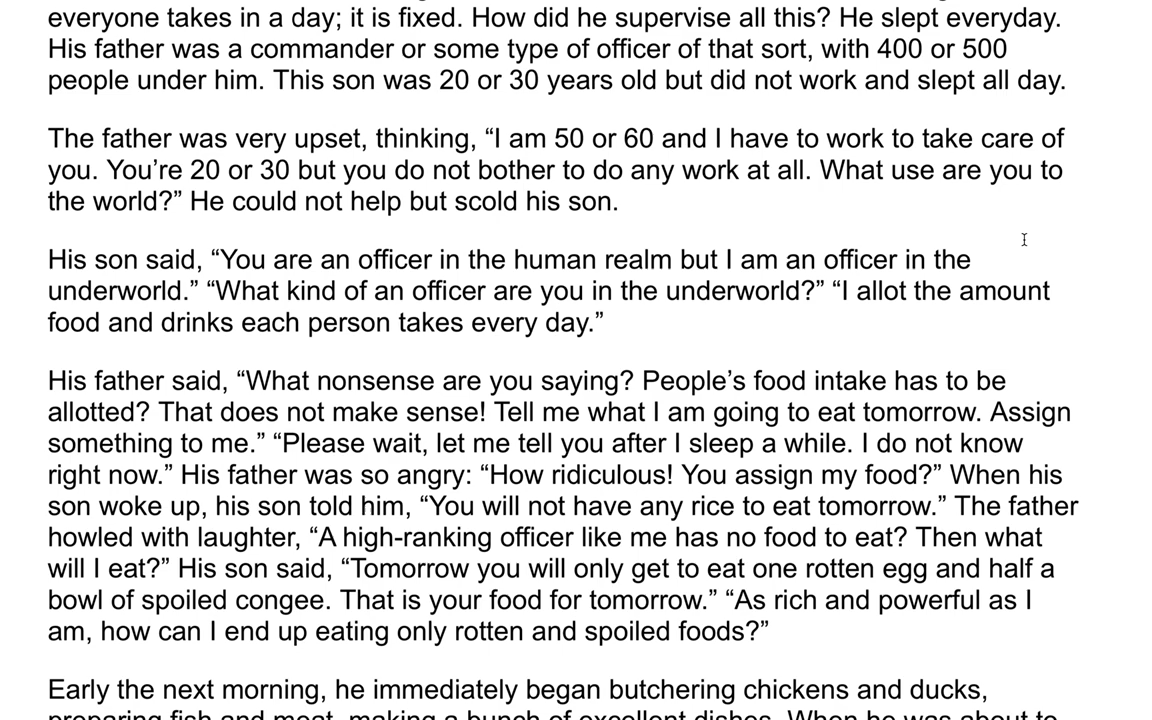 everyone takes in a day; it is fixed. How did he supervise all this? He slept everyday.
His father was a commander or some type of officer of that sort, with 400 or 500
people under him. This son was 20 or 30 years old but did not work and slept all day.
The father was very upset, thinking, “I am 50 or 60 and I have to work to take care of
you. You’re 20 or 30 but you do not bother to do any work at all. What use are you to
the world?” He could not help but scold his son.
His son said, “You are an officer in the human realm but I am an officer in the
underworld.” “What kind of an officer are you in the underworld?” “I allot the amount
food and drinks each person takes every day.”
His father said, “What nonsense are you saying? People’s food intake has to be
allotted? That does not make sense! Tell me what I am going to eat tomorrow. Assign
something to me.” “Please wait, let me tell you after I sleep a while. I do not know
right now.” His father was so angry: “How ridiculous! You assign my food?” When his
son woke up, his son told him, “You will not have any rice to eat tomorrow.” The father
howled with laughter, “A high-ranking officer like me has no food to eat? Then what
will I eat?” His son said, “Tomorrow you will only get to eat one rotten egg and half a
bowl of spoiled congee. That is your food for tomorrow.” “As rich and powerful as I
am, how can I end up eating only rotten and spoiled foods?”
Early the next morning, he immediately began butchering chickens and ducks,
preparing fish and meat, making a bunch of excellent dishes. When he was about to